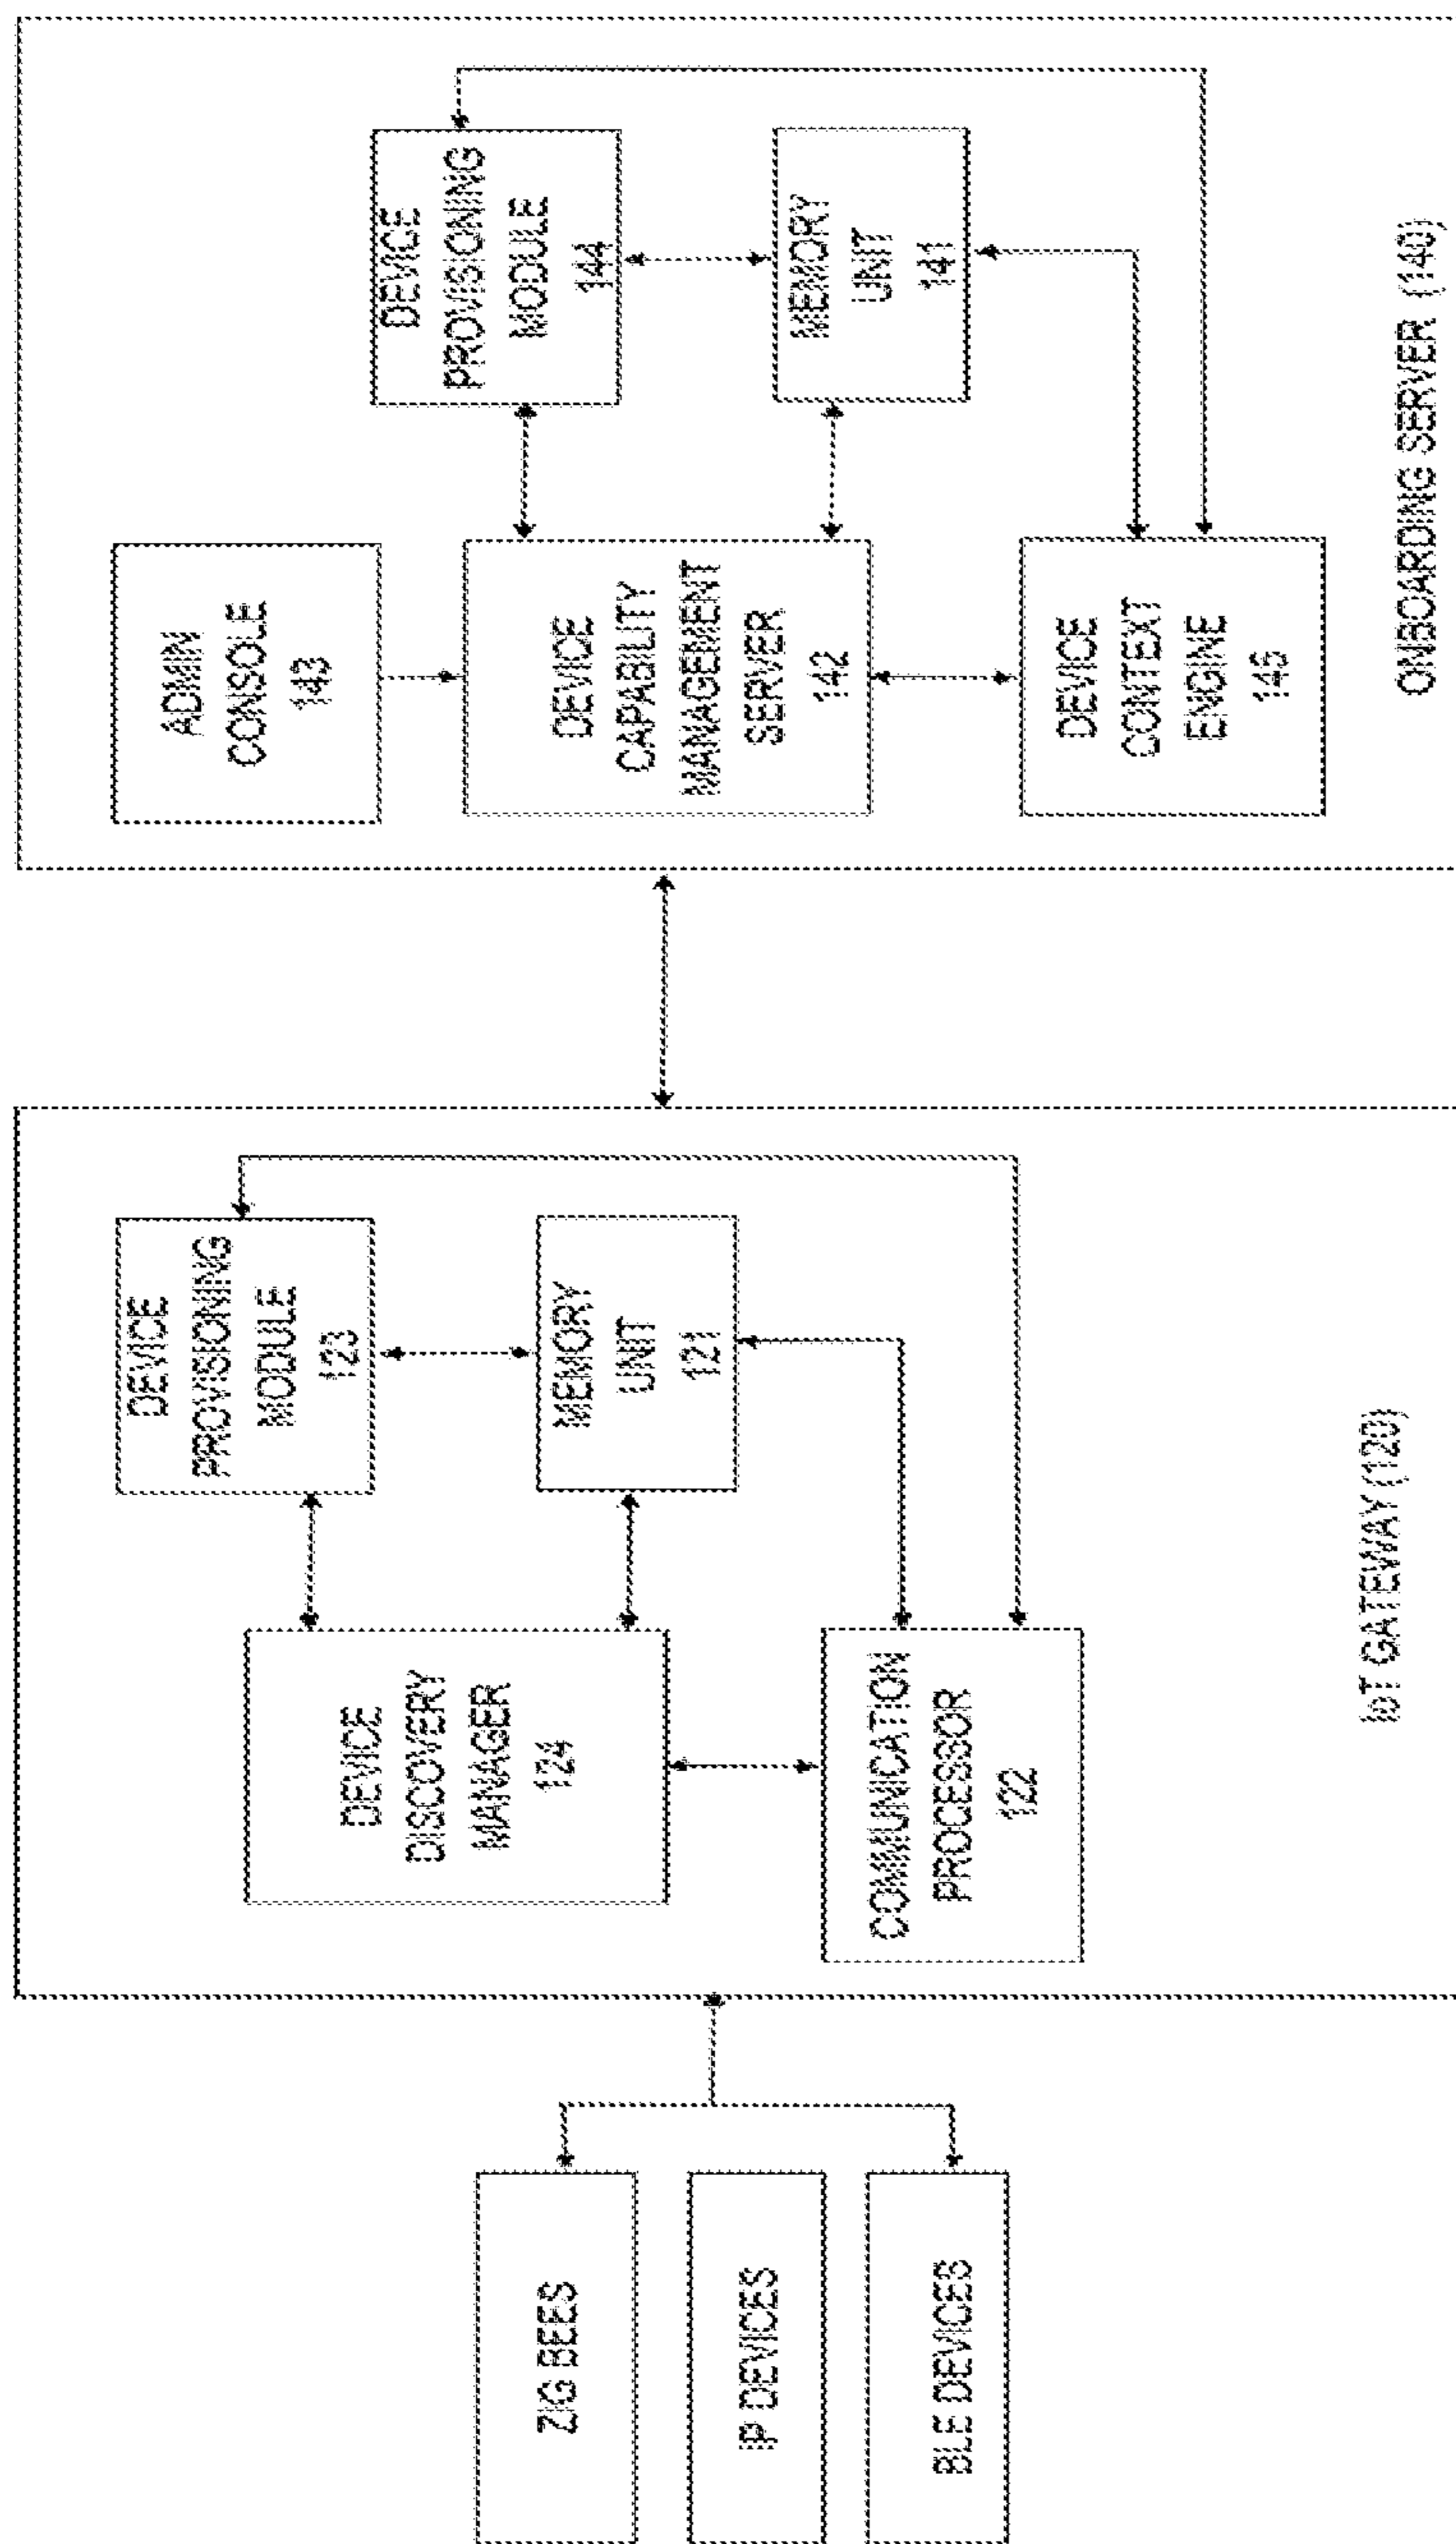 ZIG BEES
IP DEVICES
BLE DEVICES
DEVICE
DISCOVERY
MANAGER
124
DEVICE
PROVISIONING
MODULE
123
MEMORY
UNIT
121
COMMUNICATION
PROCESSOR
122
IoT GATEWAY (120)
ADMIN
CONSOLE
143
DEVICE
PROVISIONING
MODULE
144
DEVICE
CAPABILITY
MANAGEMENT
SERVER
142
MEMORY
UNIT
141
DEVICE
CONTEXT
ENGINE
145
ONBOARDING SERVER (140)